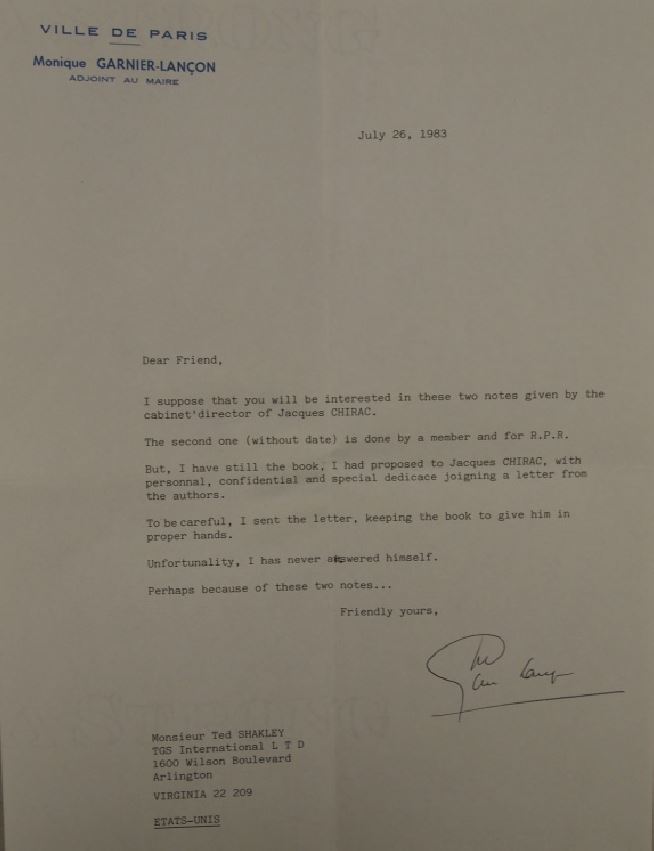 VILLE DE PARIS
Monique GARNIER-LANÇON
ADJOINT AU MAIRE
July 26, 1983
Dear Friend,
I suppose that you will be interested in these two notes given by the
cabinet'director of Jacques CHIRAC.
The second one (without date) is done by a member and for R.P.R.
But, I have still the book, I had proposed to Jacques CHIRAC, with
personnal, confidential and special dedicace joigning a letter from
the authors.
To be careful, I sent the letter, keeping the book to give him in
proper hands.
Unfortunality, I has never answered himself.
Perhaps because of these two notes...
Friendly yours,
Monsieur Ted SHAKLEY
TGS International L T D
1600 Wilson Boulevard
Arlington
VIRGINIA 22 209
ETATS-UNIS